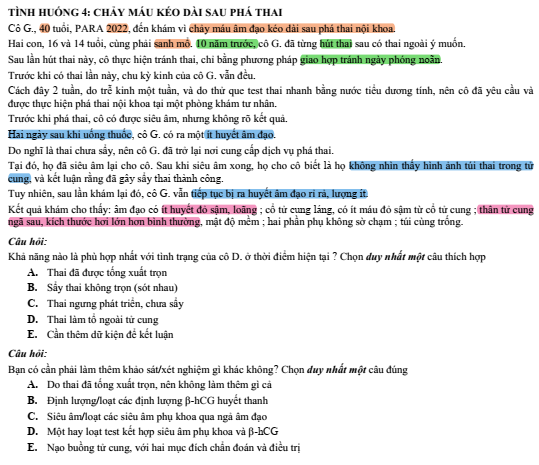 TÌNH HUỐNG 4: CHẢY MÁU KÉO DÀI SAU PHÁ THAI
Cô G., 40 tuổi, PARA 2022, đến khám vì chảy máu âm đạo kéo dài sau phá thai nội khoa.
Hai con, 16 và 14 tuổi, cùng phải sanh mổ. 10 năm trước, cô G. đã từng hút thai sau có thai ngoài ý muốn.
Sau lần hút thai này, cô thực hiện tránh thai, chỉ bằng phương pháp giao hợp tránh ngày phóng noãn.
Trước khi có thai lần này, chu kỳ kinh của cô G. vẫn đều.
Cách đây 2 tuần, do trễ kinh một tuần, và do thử que test thai nhanh bằng nước tiểu dương tính, nên cô đã yêu cầu và
được thực hiện phá thai nội khoa tại một phòng khám tư nhân.
Trước khi phá thai, cô có được siêu âm, nhưng không rõ kết quả.
Hai ngày sau khi uống thuốc, cô G. có ra một ít huyết âm đạo.
Do nghĩ là thai chưa sẩy, nên cô G. đã trở lại nơi cung cấp dịch vụ phá thai.
Tại đó, họ đã siêu âm lại cho cô. Sau khi siêu âm xong, họ cho cô biết là họ không nhìn thấy hình ảnh túi thai trong tử
cung, và kết luận rằng đã gây sẩy thai thành công.
Tuy nhiên, sau lần khám lại đó, cô G. vẫn tiếp tục bị ra huyết âm đạo rỉ rả, lượng ít.
Kết quả khám cho thấy: âm đạo có ít huyết đỏ sậm, loãng ; cổ tử cung láng, có ít máu đỏ sậm từ cổ tử cung ; thân tử cung
ngã sau, kích thước hơi lớn hơn bình thường, mật độ mềm ; hai phần phụ không sờ chạm ; túi cùng trống.
Câu hỏi:
Khả năng nào là phù hợp nhất với tình trạng của cô D. ở thời điểm hiện tại ? Chọn duy nhất một câu thích hợp
A. Thai đã được tống xuất trọn
B. Sẩy thai không trọn (sót nhau)
C. Thai ngưng phát triển, chưa sẩy
D. Thai làm tổ ngoài tử cung
E. Cần thêm dữ kiện để kết luận
Câu hỏi:
Bạn có cần phải làm thêm khảo sát/xét nghiệm gì khác không? Chọn duy nhất một câu đúng
A. Do thai đã tống xuất trọn, nên không làm thêm gì cả
B. Định lượng/loạt các định lượng β-hCG huyết thanh
C. Siêu âm/loạt các siêu âm phụ khoa qua ngả âm đạo
D. Một hay loạt test kết hợp siêu âm phụ khoa và β-hCG
E. Nạo buồng tử cung, với hai mục đích chẩn đoán và điều trị